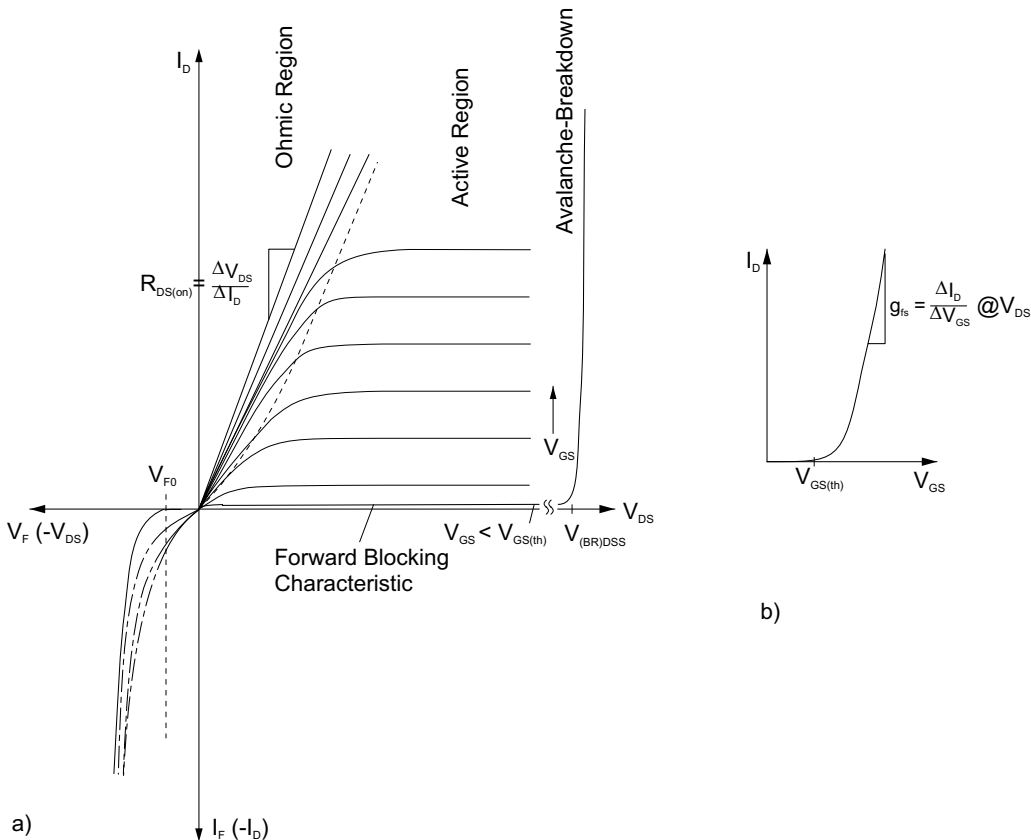 I_D
Ohmic Region
Active Region
Avalanche-Breakdown
R_DS(on) = ΔV_DS / ΔI_D
V_GS
V_F0
V_F (-V_DS)
V_DS
V_GS < V_GS(th)
V_(BR)DSS
Forward Blocking
Characteristic
I_F (-I_D)
a)
I_D
g_fs = ΔI_D / ΔV_GS @V_DS
V_GS(th)
V_GS
b)